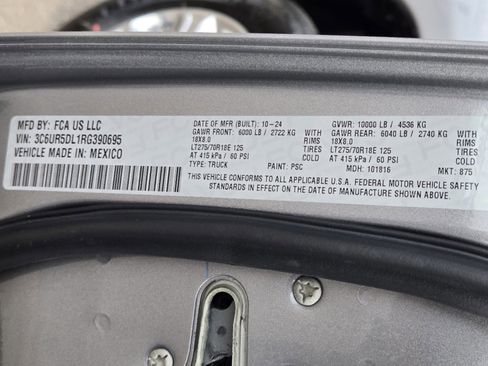 MFD BY: FCA US LLC
VIN: 3C6UR5DL1RG390695
VEHICLE MADE IN: MEXICO
DATE OF MFR (BUILT): 10-24
GAWR FRONT: 6000 LB / 2722 KG
18X8.0 RIMS
LT275/70R18E 125 TIRES
AT 415 kPa / 60 PSI COLD
TYPE: TRUCK
PAINT: PSC
GVWR: 10000 LB / 4536 KG
GAWR REAR: 6040 LB / 2740 KG
18X8.0 RIMS
LT275/70R18E 125 TIRES
AT 415 kPa / 60 PSI COLD
MDH: 101816 MKT: 875
THIS VEHICLE CONFORMS TO ALL APPLICABLE U.S.A. FEDERAL MOTOR VEHICLE SAFETY
STANDARDS IN EFFECT ON THE DATE OF MANUFACTURE SHOWN ABOVE.